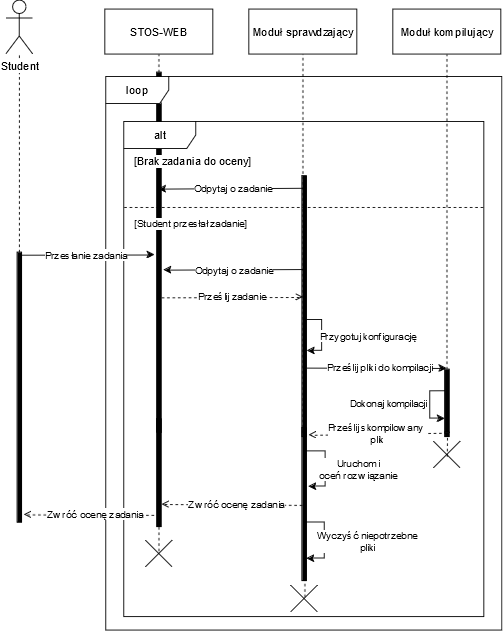 Student
STOS-WEB
Moduł sprawdzający
Moduł kompilujący
loop
alt
[Brak zadania do oceny]
Odpytaj o zadanie
[Student przesłał zadanie]
Przesłanie zadania
Odpytaj o zadanie
Prześlij zadanie
Przygotuj konfigurację
Prześlij pliki do kompilacji
Dokonaj kompilacji
Prześlij skompilowany
plik
Uruchom i
oceń rozwiązanie
Zwróć ocenę zadania
Zwróć ocenę zadania
Wyczyść niepotrzebne
pliki